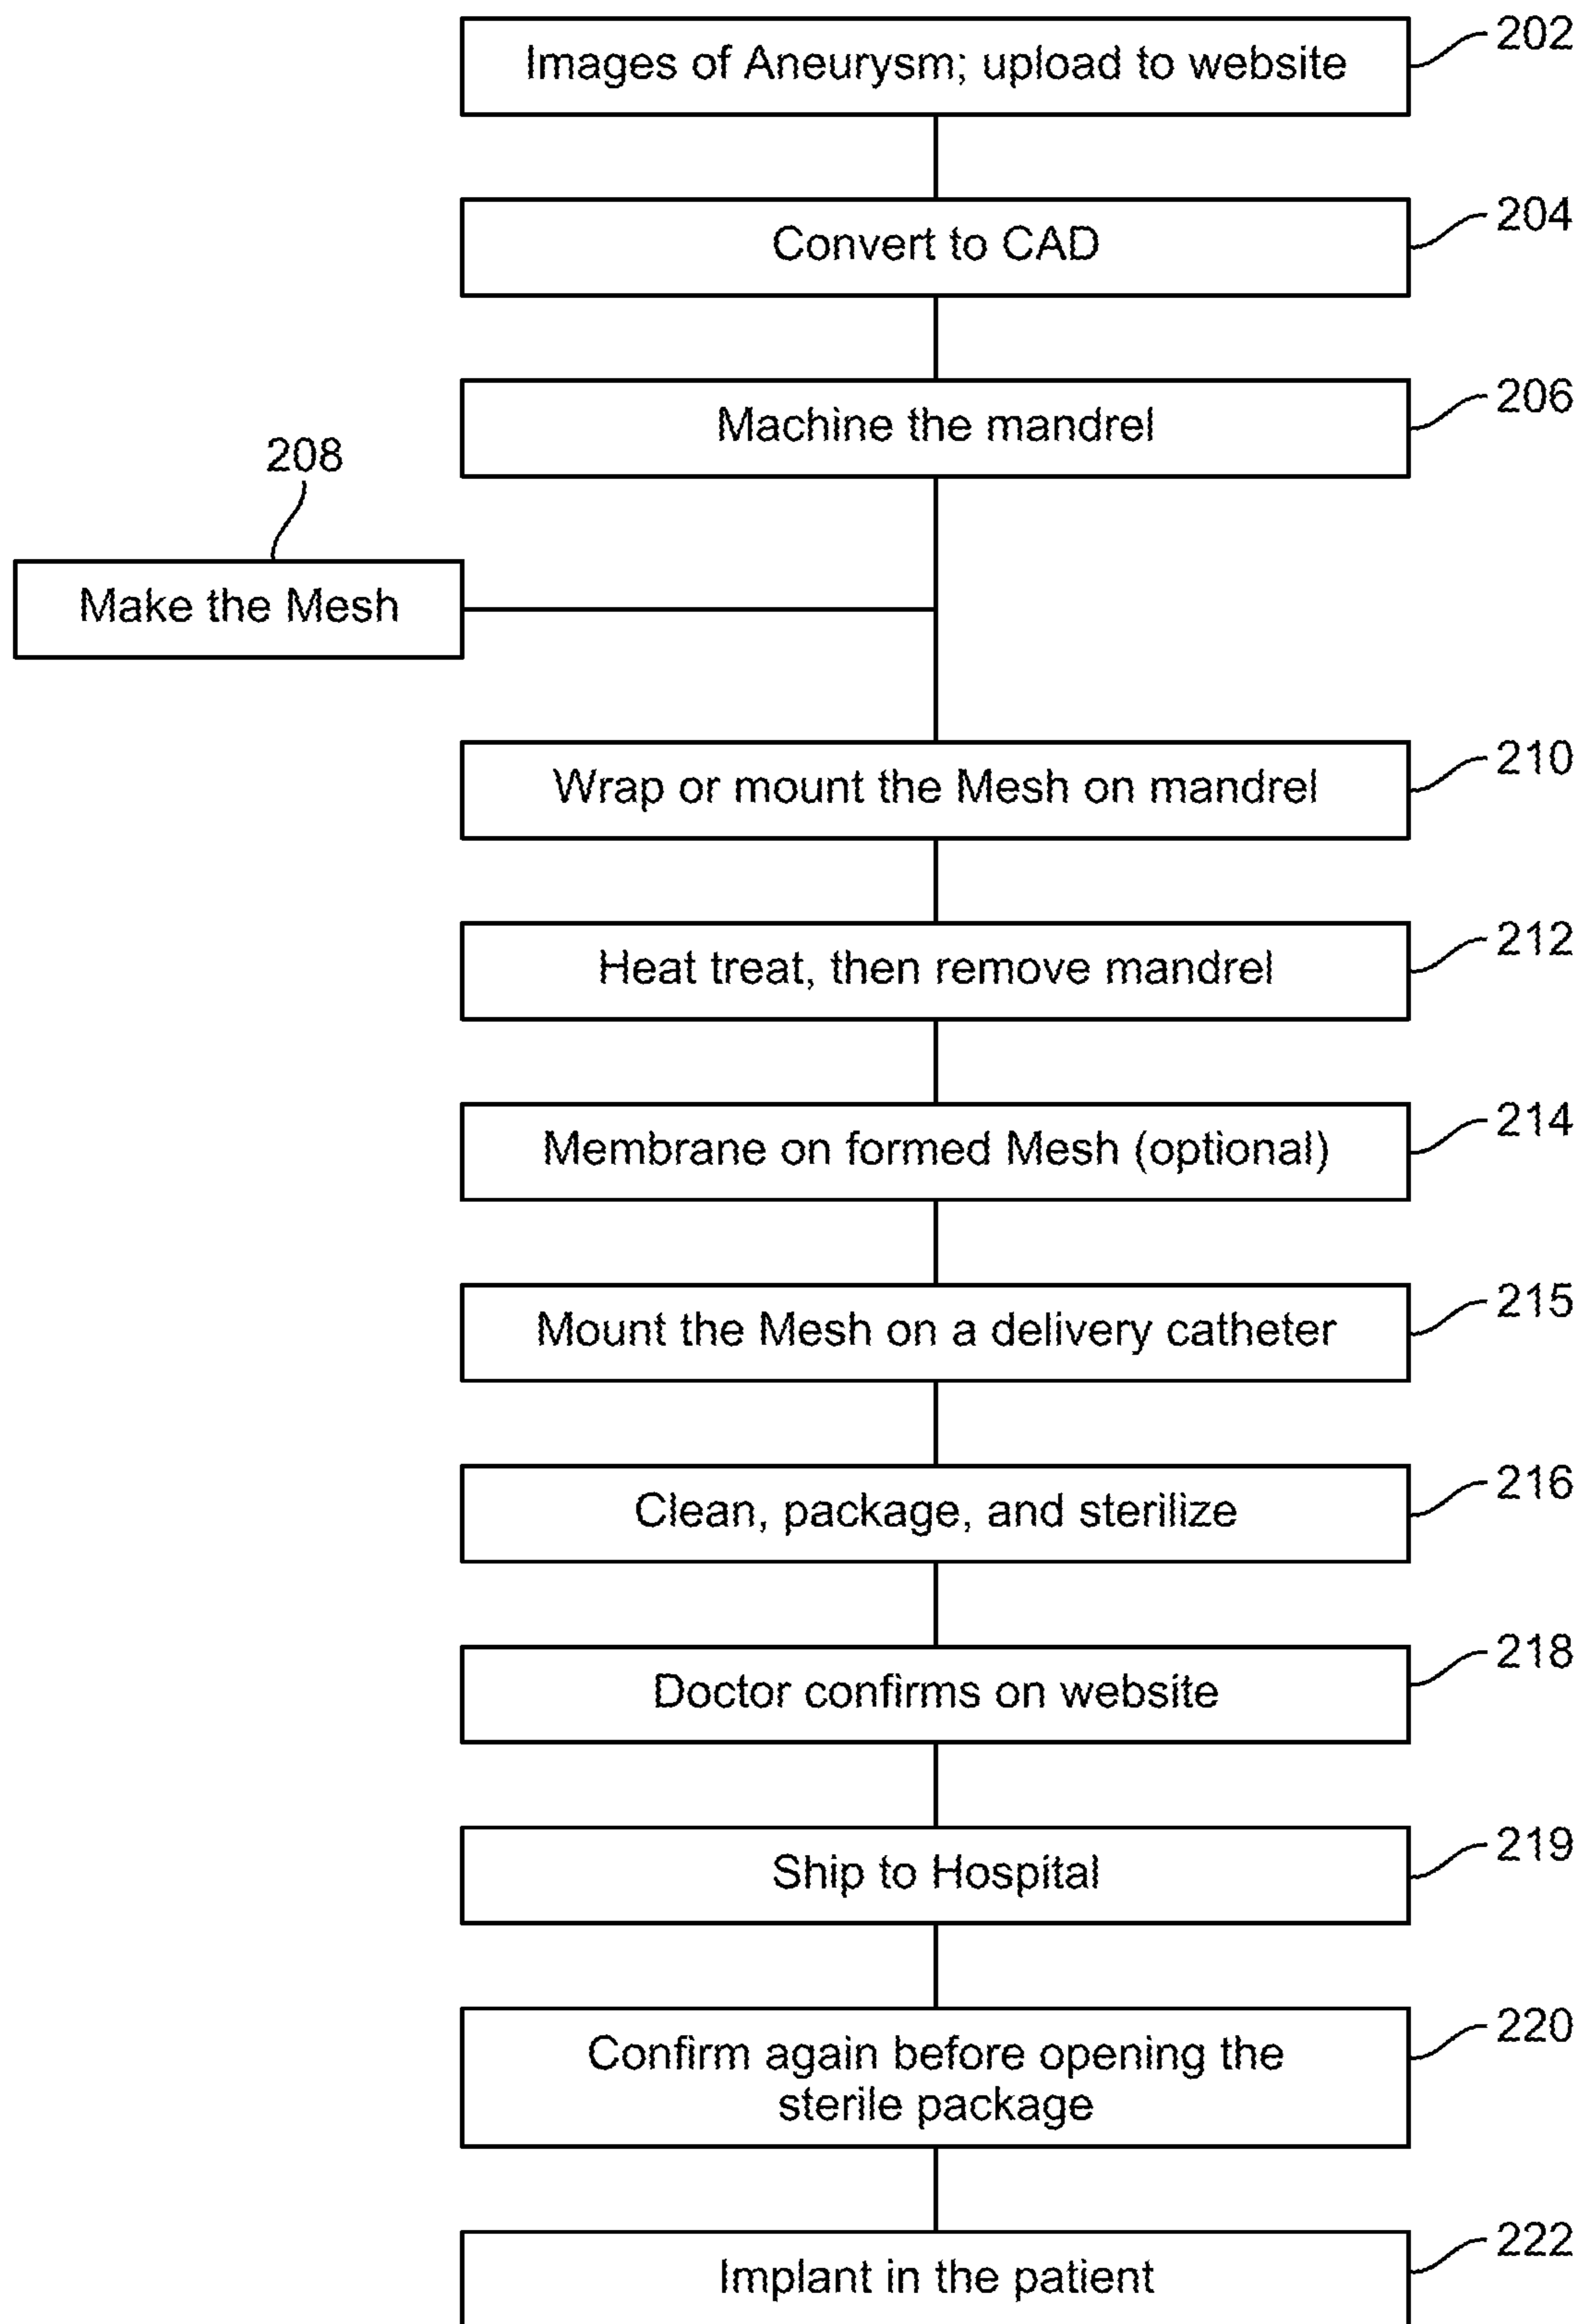 Images of Aneurysm; upload to website
202
Convert to CAD
204
Machine the mandrel
206
208
Make the Mesh
Wrap or mount the Mesh on mandrel
210
Heat treat, then remove mandrel
212
Membrane on formed Mesh (optional)
214
Mount the Mesh on a delivery catheter
215
Clean, package, and sterilize
216
Doctor confirms on website
218
Ship to Hospital
219
Confirm again before opening the
sterile package
220
Implant in the patient
222